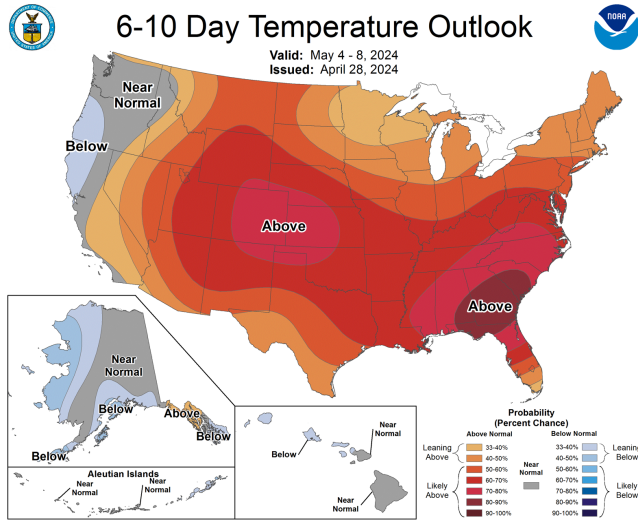 6-10 Day Temperature Outlook
Valid: May 4 - 8, 2024
Issued: April 28, 2024
NOAA
Near
Normal
Below
Above
Above
Near
Normal
Below
Above
Below
Below
Aleutian Islands
Near
Normal
Near
Normal
Below
Near
Normal
Near
Normal
Probability
(Percent Chance)
Above Normal
Below Normal
Leaning
Above
33-40%
40-50%
Likely
Above
50-60%
60-70%
70-80%
80-90%
90-100%
Near
Normal
33-40%
40-50%
50-60%
60-70%
70-80%
80-90%
90-100%
Leaning
Below
Likely
Below